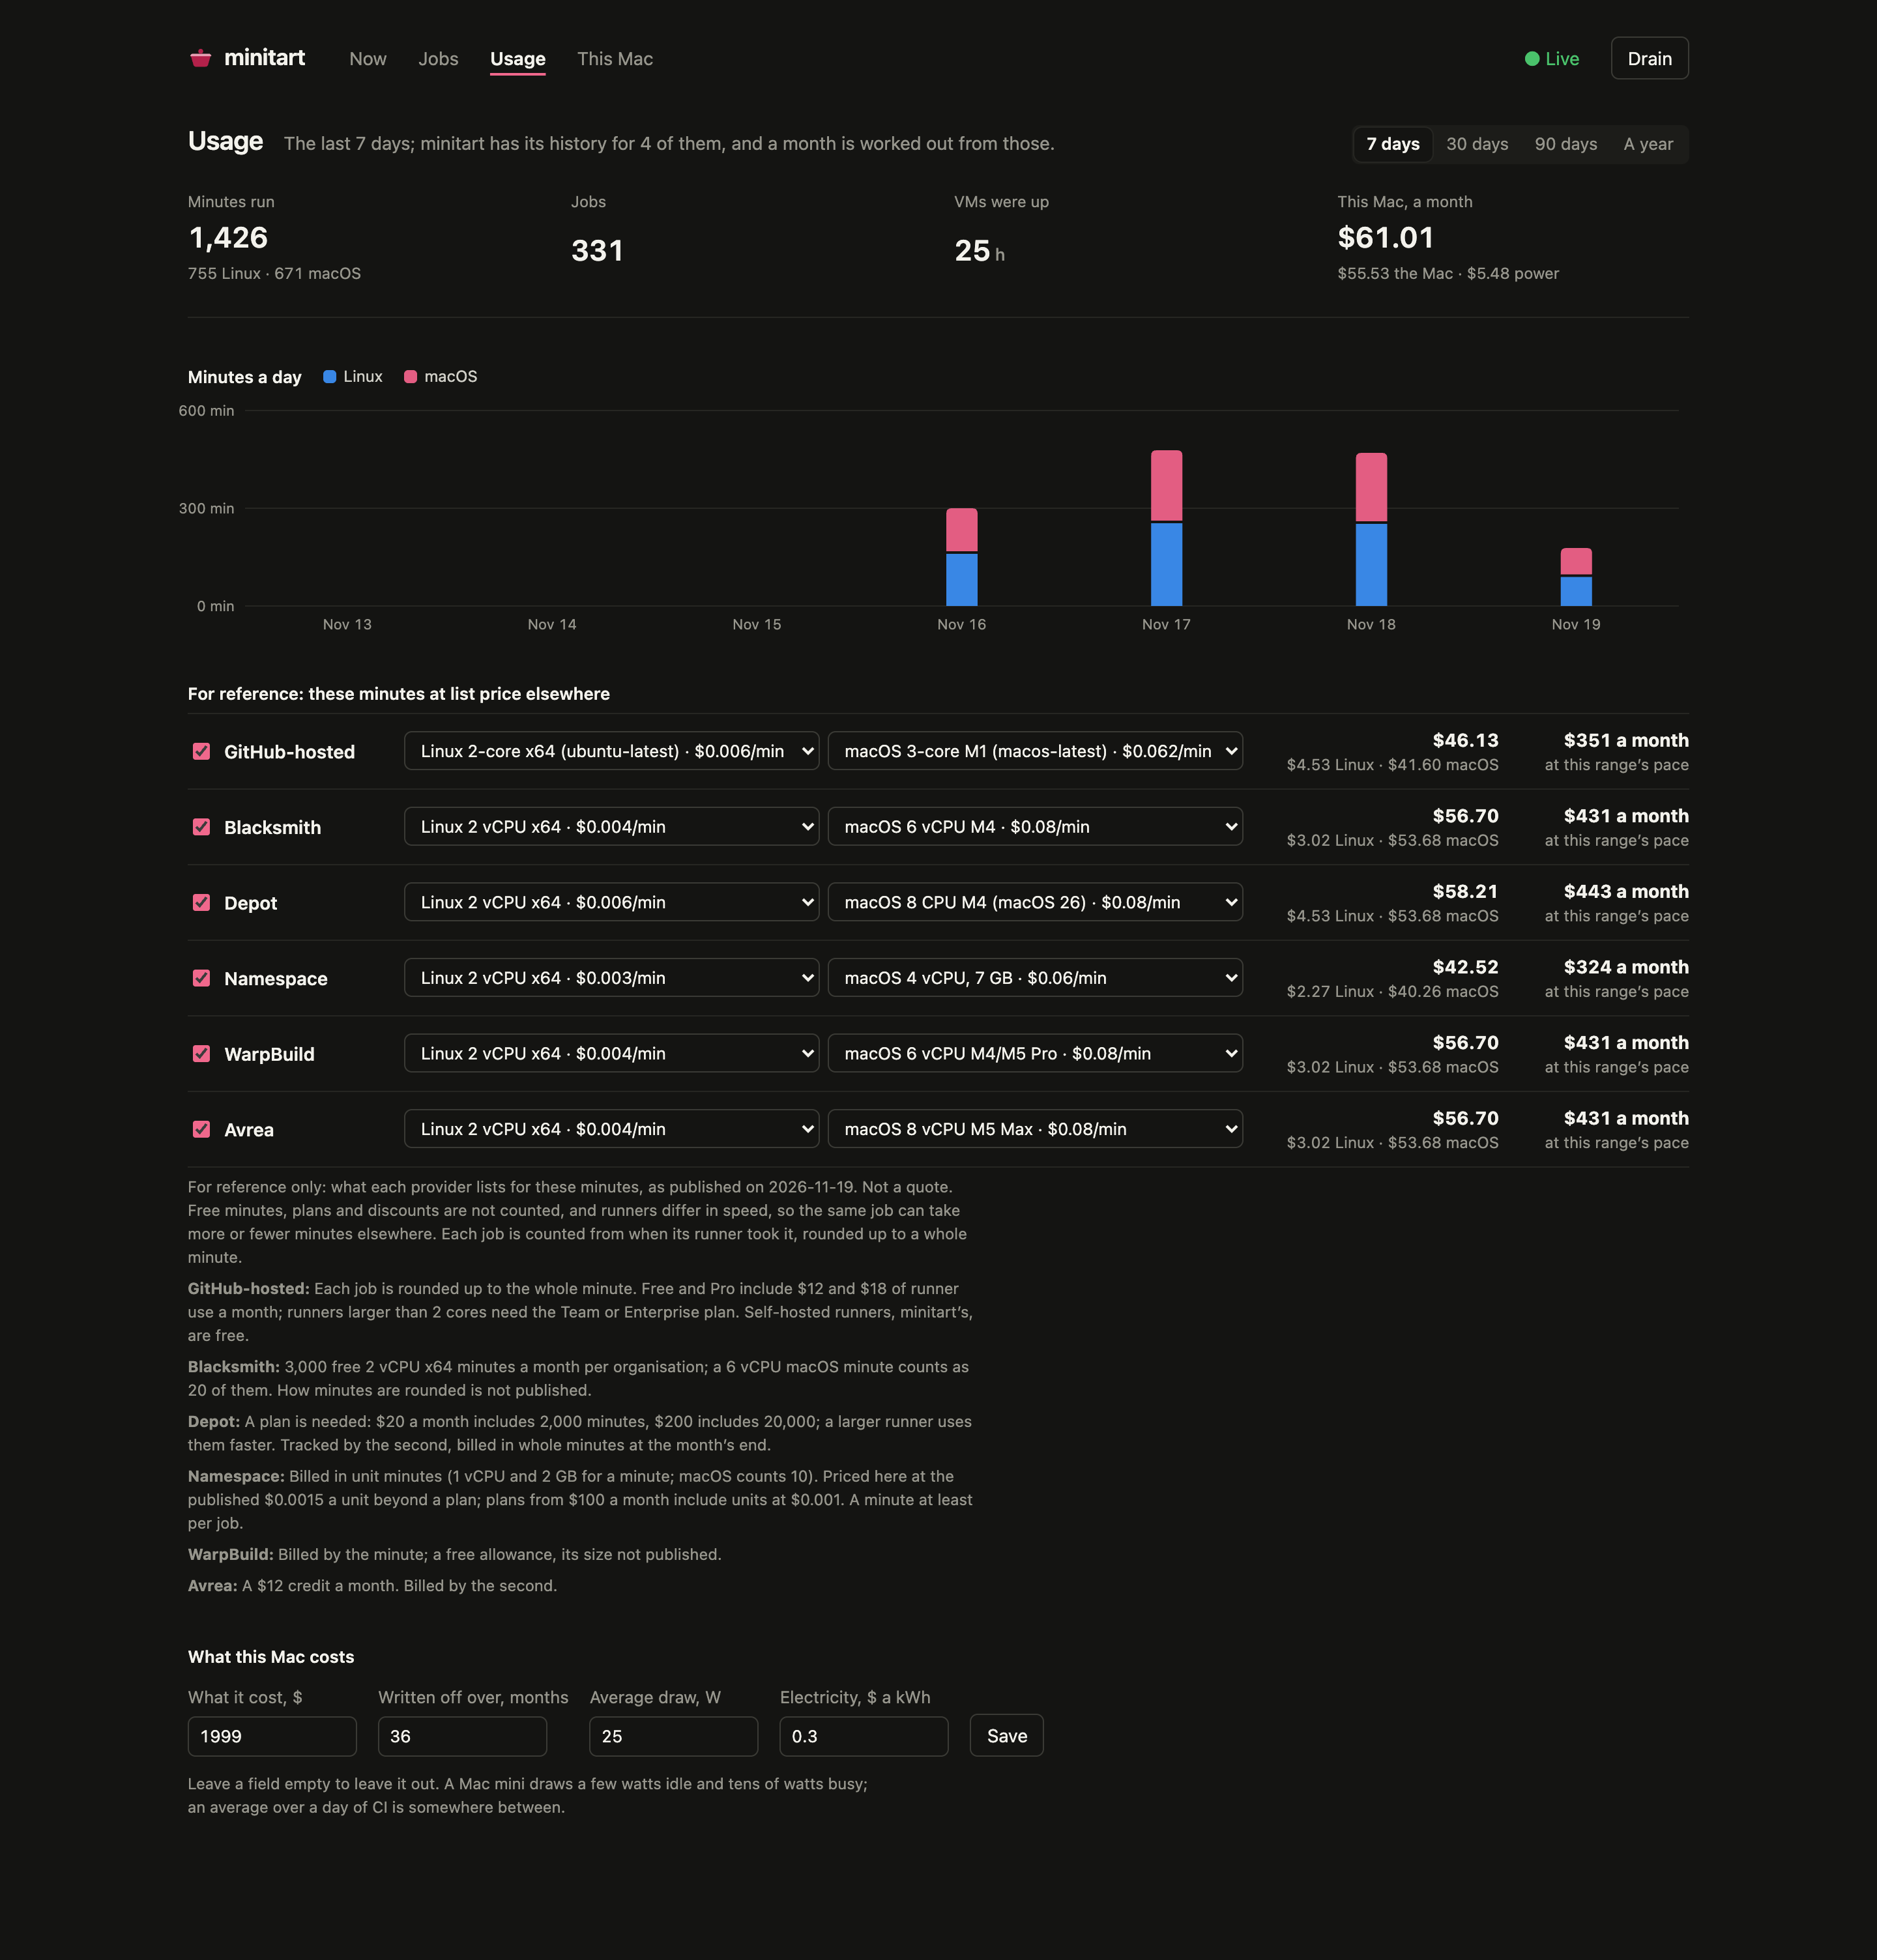 minitart
Now
Jobs
Usage
This Mac
Live
Drain
Usage
The last 7 days; minitart has its history for 4 of them, and a month is worked out from those.
7 days
30 days
90 days
A year
Minutes run
1,426
755 Linux · 671 macOS
Jobs
331
VMs were up
25 h
This Mac, a month
$61.01
$55.53 the Mac · $5.48 power
Minutes a day
Linux
macOS
600 min
300 min
0 min
Nov 13
Nov 14
Nov 15
Nov 16
Nov 17
Nov 18
Nov 19
For reference: these minutes at list price elsewhere
GitHub-hosted
Linux 2-core x64 (ubuntu-latest) · $0.006/min
macOS 3-core M1 (macos-latest) · $0.062/min
$46.13
$4.53 Linux · $41.60 macOS
$351 a month
at this range’s pace
Blacksmith
Linux 2 vCPU x64 · $0.004/min
macOS 6 vCPU M4 · $0.08/min
$56.70
$3.02 Linux · $53.68 macOS
$431 a month
at this range’s pace
Depot
Linux 2 vCPU x64 · $0.006/min
macOS 8 CPU M4 (macOS 26) · $0.08/min
$58.21
$4.53 Linux · $53.68 macOS
$443 a month
at this range’s pace
Namespace
Linux 2 vCPU x64 · $0.003/min
macOS 4 vCPU, 7 GB · $0.06/min
$42.52
$2.27 Linux · $40.26 macOS
$324 a month
at this range’s pace
WarpBuild
Linux 2 vCPU x64 · $0.004/min
macOS 6 vCPU M4/M5 Pro · $0.08/min
$56.70
$3.02 Linux · $53.68 macOS
$431 a month
at this range’s pace
Avrea
Linux 2 vCPU x64 · $0.004/min
macOS 8 vCPU M5 Max · $0.08/min
$56.70
$3.02 Linux · $53.68 macOS
$431 a month
at this range’s pace
For reference only: what each provider lists for these minutes, as published on 2026-11-19. Not a quote.
Free minutes, plans and discounts are not counted, and runners differ in speed, so the same job can take
more or fewer minutes elsewhere. Each job is counted from when its runner took it, rounded up to a whole
minute.
GitHub-hosted: Each job is rounded up to the whole minute. Free and Pro include $12 and $18 of runner
use a month; runners larger than 2 cores need the Team or Enterprise plan. Self-hosted runners, minitart’s,
are free.
Blacksmith: 3,000 free 2 vCPU x64 minutes a month per organisation; a 6 vCPU macOS minute counts as
20 of them. How minutes are rounded is not published.
Depot: A plan is needed: $20 a month includes 2,000 minutes, $200 includes 20,000; a larger runner uses
them faster. Tracked by the second, billed in whole minutes at the month’s end.
Namespace: Billed in unit minutes (1 vCPU and 2 GB for a minute; macOS counts 10). Priced here at the
published $0.0015 a unit beyond a plan; plans from $100 a month include units at $0.001. A minute at least
per job.
WarpBuild: Billed by the minute; a free allowance, its size not published.
Avrea: A $12 credit a month. Billed by the second.
What this Mac costs
What it cost, $
Written off over, months
Average draw, W
Electricity, $ a kWh
1999
36
25
0.3
Save
Leave a field empty to leave it out. A Mac mini draws a few watts idle and tens of watts busy;
an average over a day of CI is somewhere between.